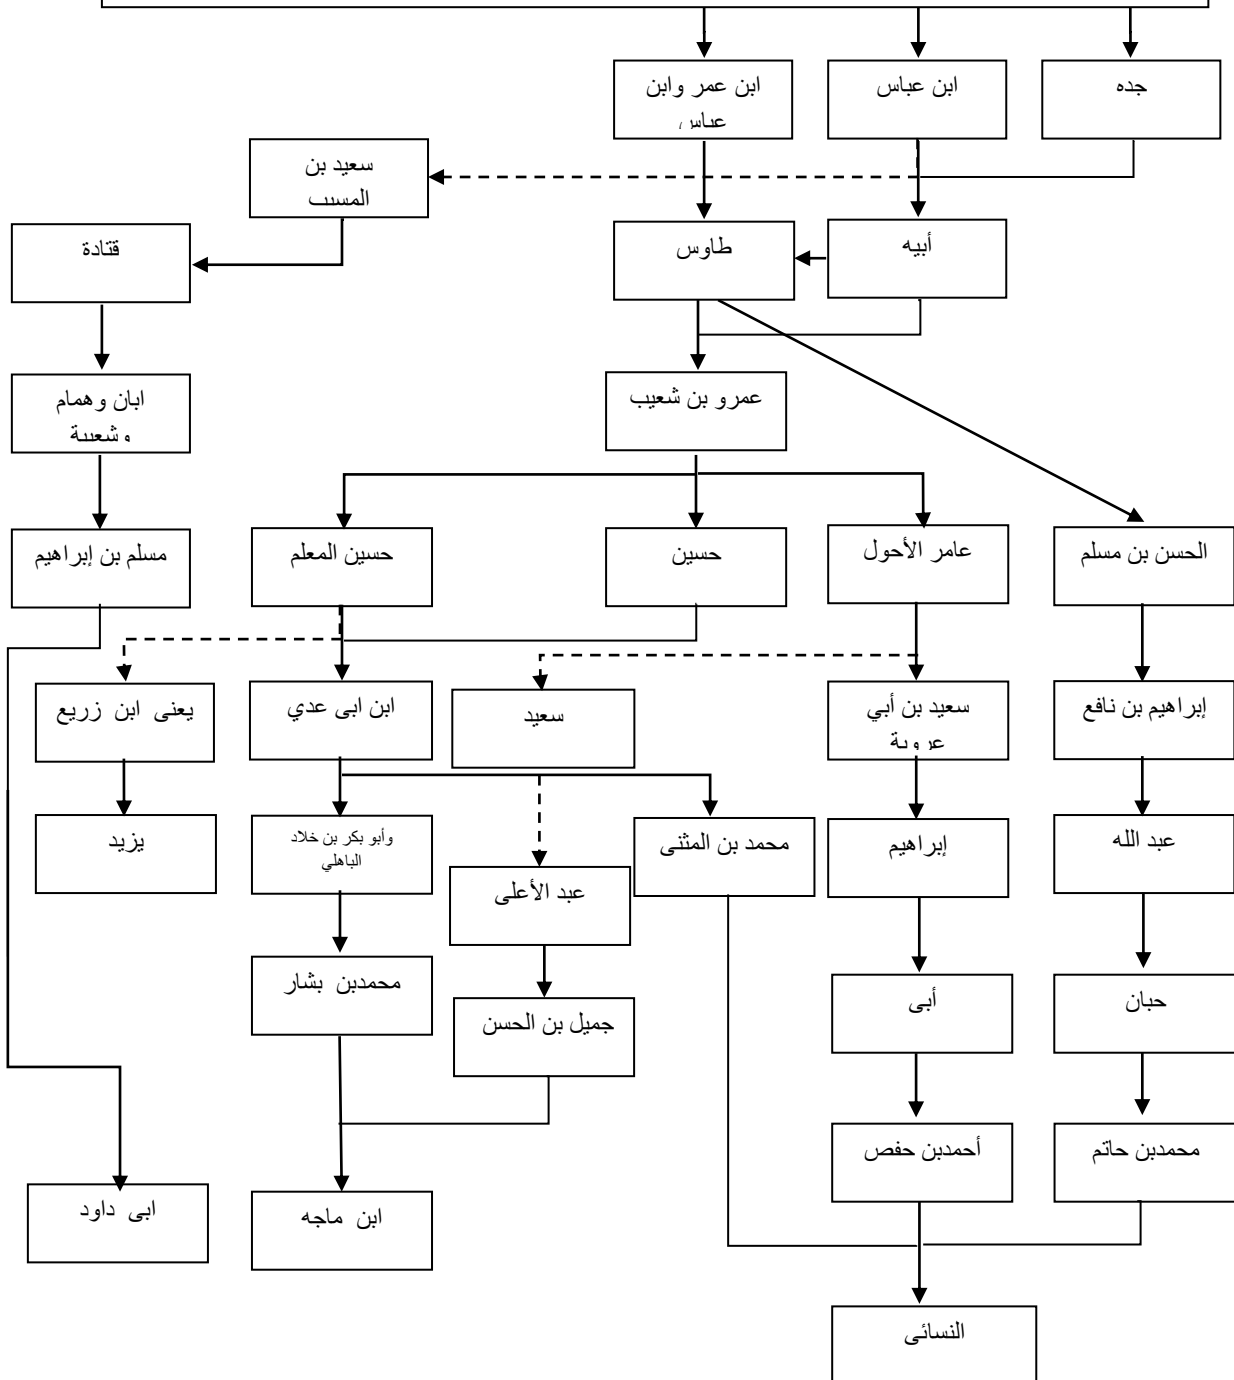 جده
ابن عباس
ابن عمر وابن
عباس
سعيد بن
المسيب
أبيه
طاوس
قتادة
عمرو بن شعيب
ابان وهمام
وشعبة
الحسن بن مسلم
عامر الأحول
حسين
حسين المعلم
مسلم بن إبراهيم
إبراهيم بن نافع
سعيد بن أبي
عروبة
سعيد
ابن ابى عدي
يعنى ابن زريع
عبد الله
إبراهيم
محمد بن المثنى
عبد الأعلى
وأبو بكر بن خلاد
الباهلي
يزيد
حبان
أبى
جميل بن الحسن
محمدبن بشار
محمدبن حاتم
أحمدبن حفص
ابن ماجه
ابى داود
النسائى